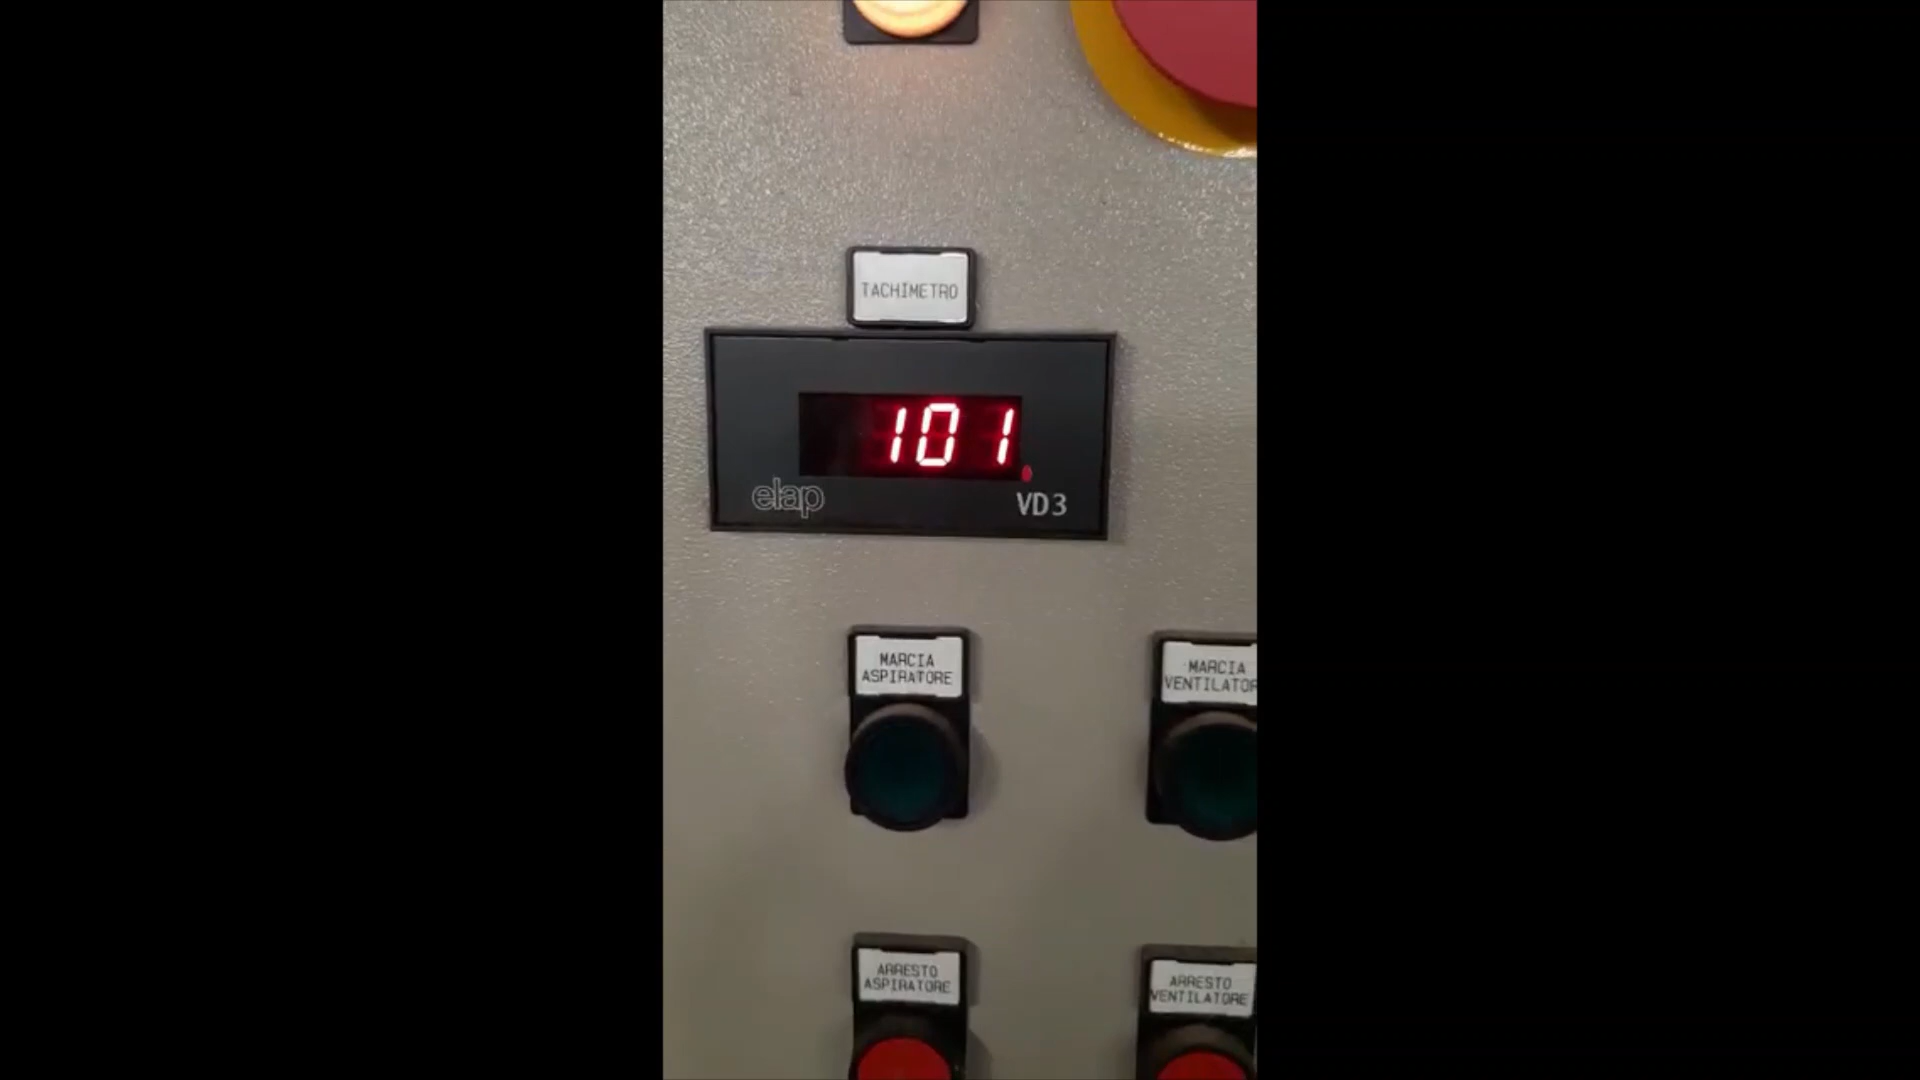 TACHIMETRO
101
elap
VD3
MARCIA
ASPIRATORE
MARCIA
VENTILATOR
ARRESTO
ASPIRATORE
ARRESTO
VENTILATORE